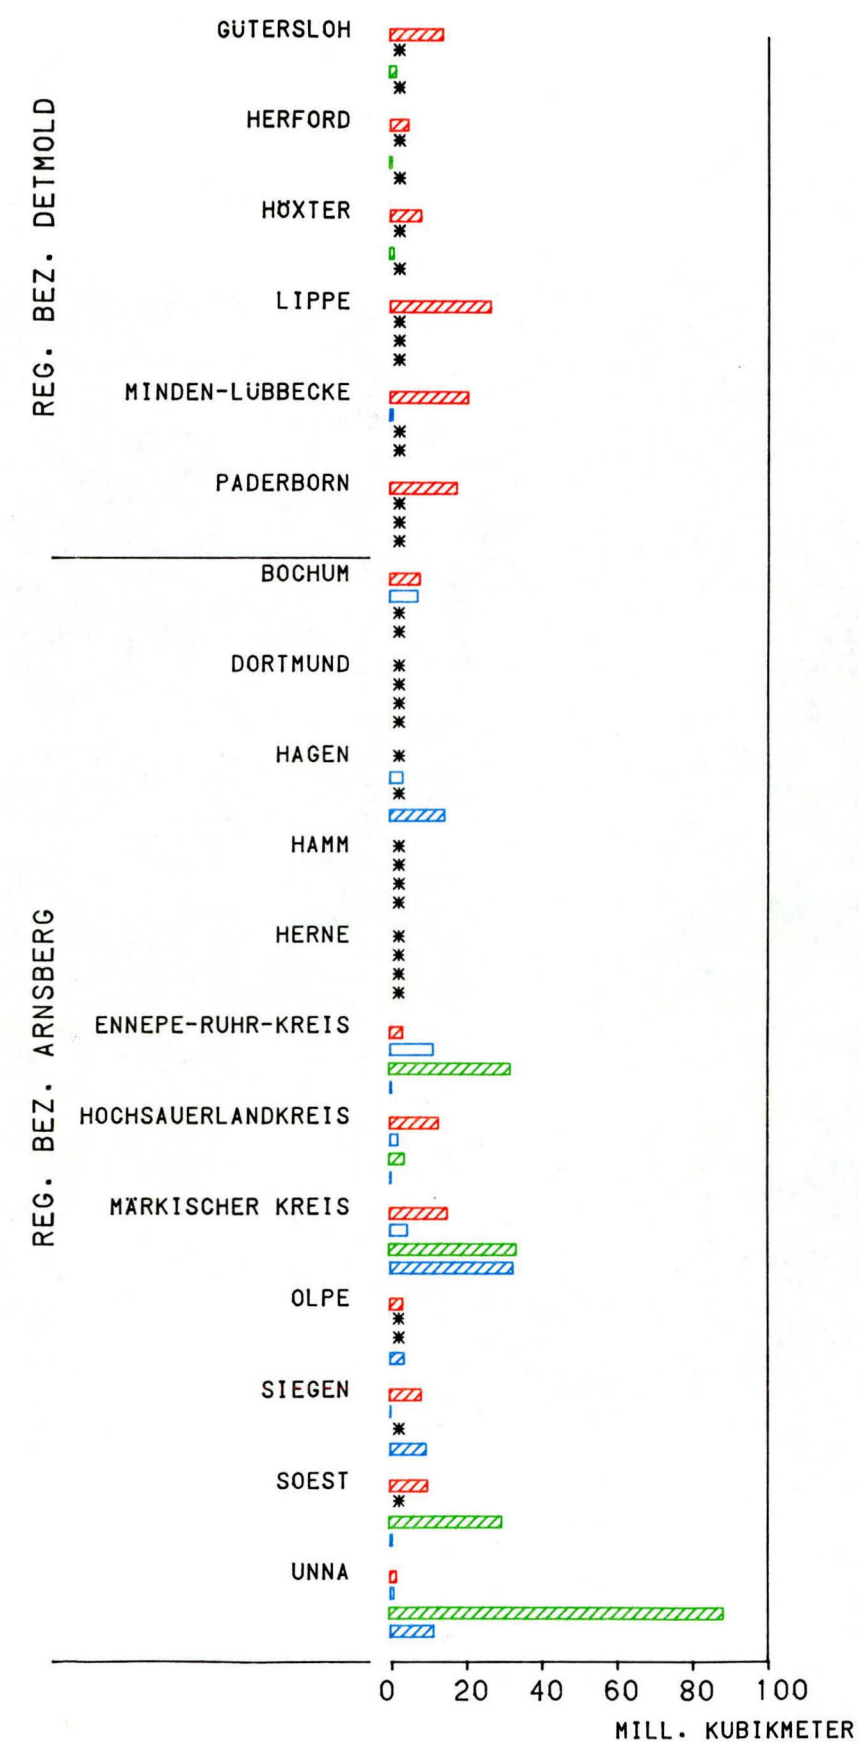 REG. BEZ. DETMOLD
GÜTERSLOH
*
*
HERFORD
*
*
HÖXTER
*
*
LIPPE
*
*
*
MINDEN-LÜBBECKE
*
*
PADERBORN
*
*
*
REG. BEZ. ARNSBERG
BOCHUM
*
*
DORTMUND
*
*
*
*
HAGEN
*
*
HAMM
*
*
*
*
HERNE
*
*
*
*
ENNEPE-RUHR-KREIS
HOCHSAUERLANDKREIS
MÄRKISCHER KREIS
OLPE
*
*
SIEGEN
*
SOEST
*
UNNA
0 20 40 60 80 100
MILL. KUBIKMETER